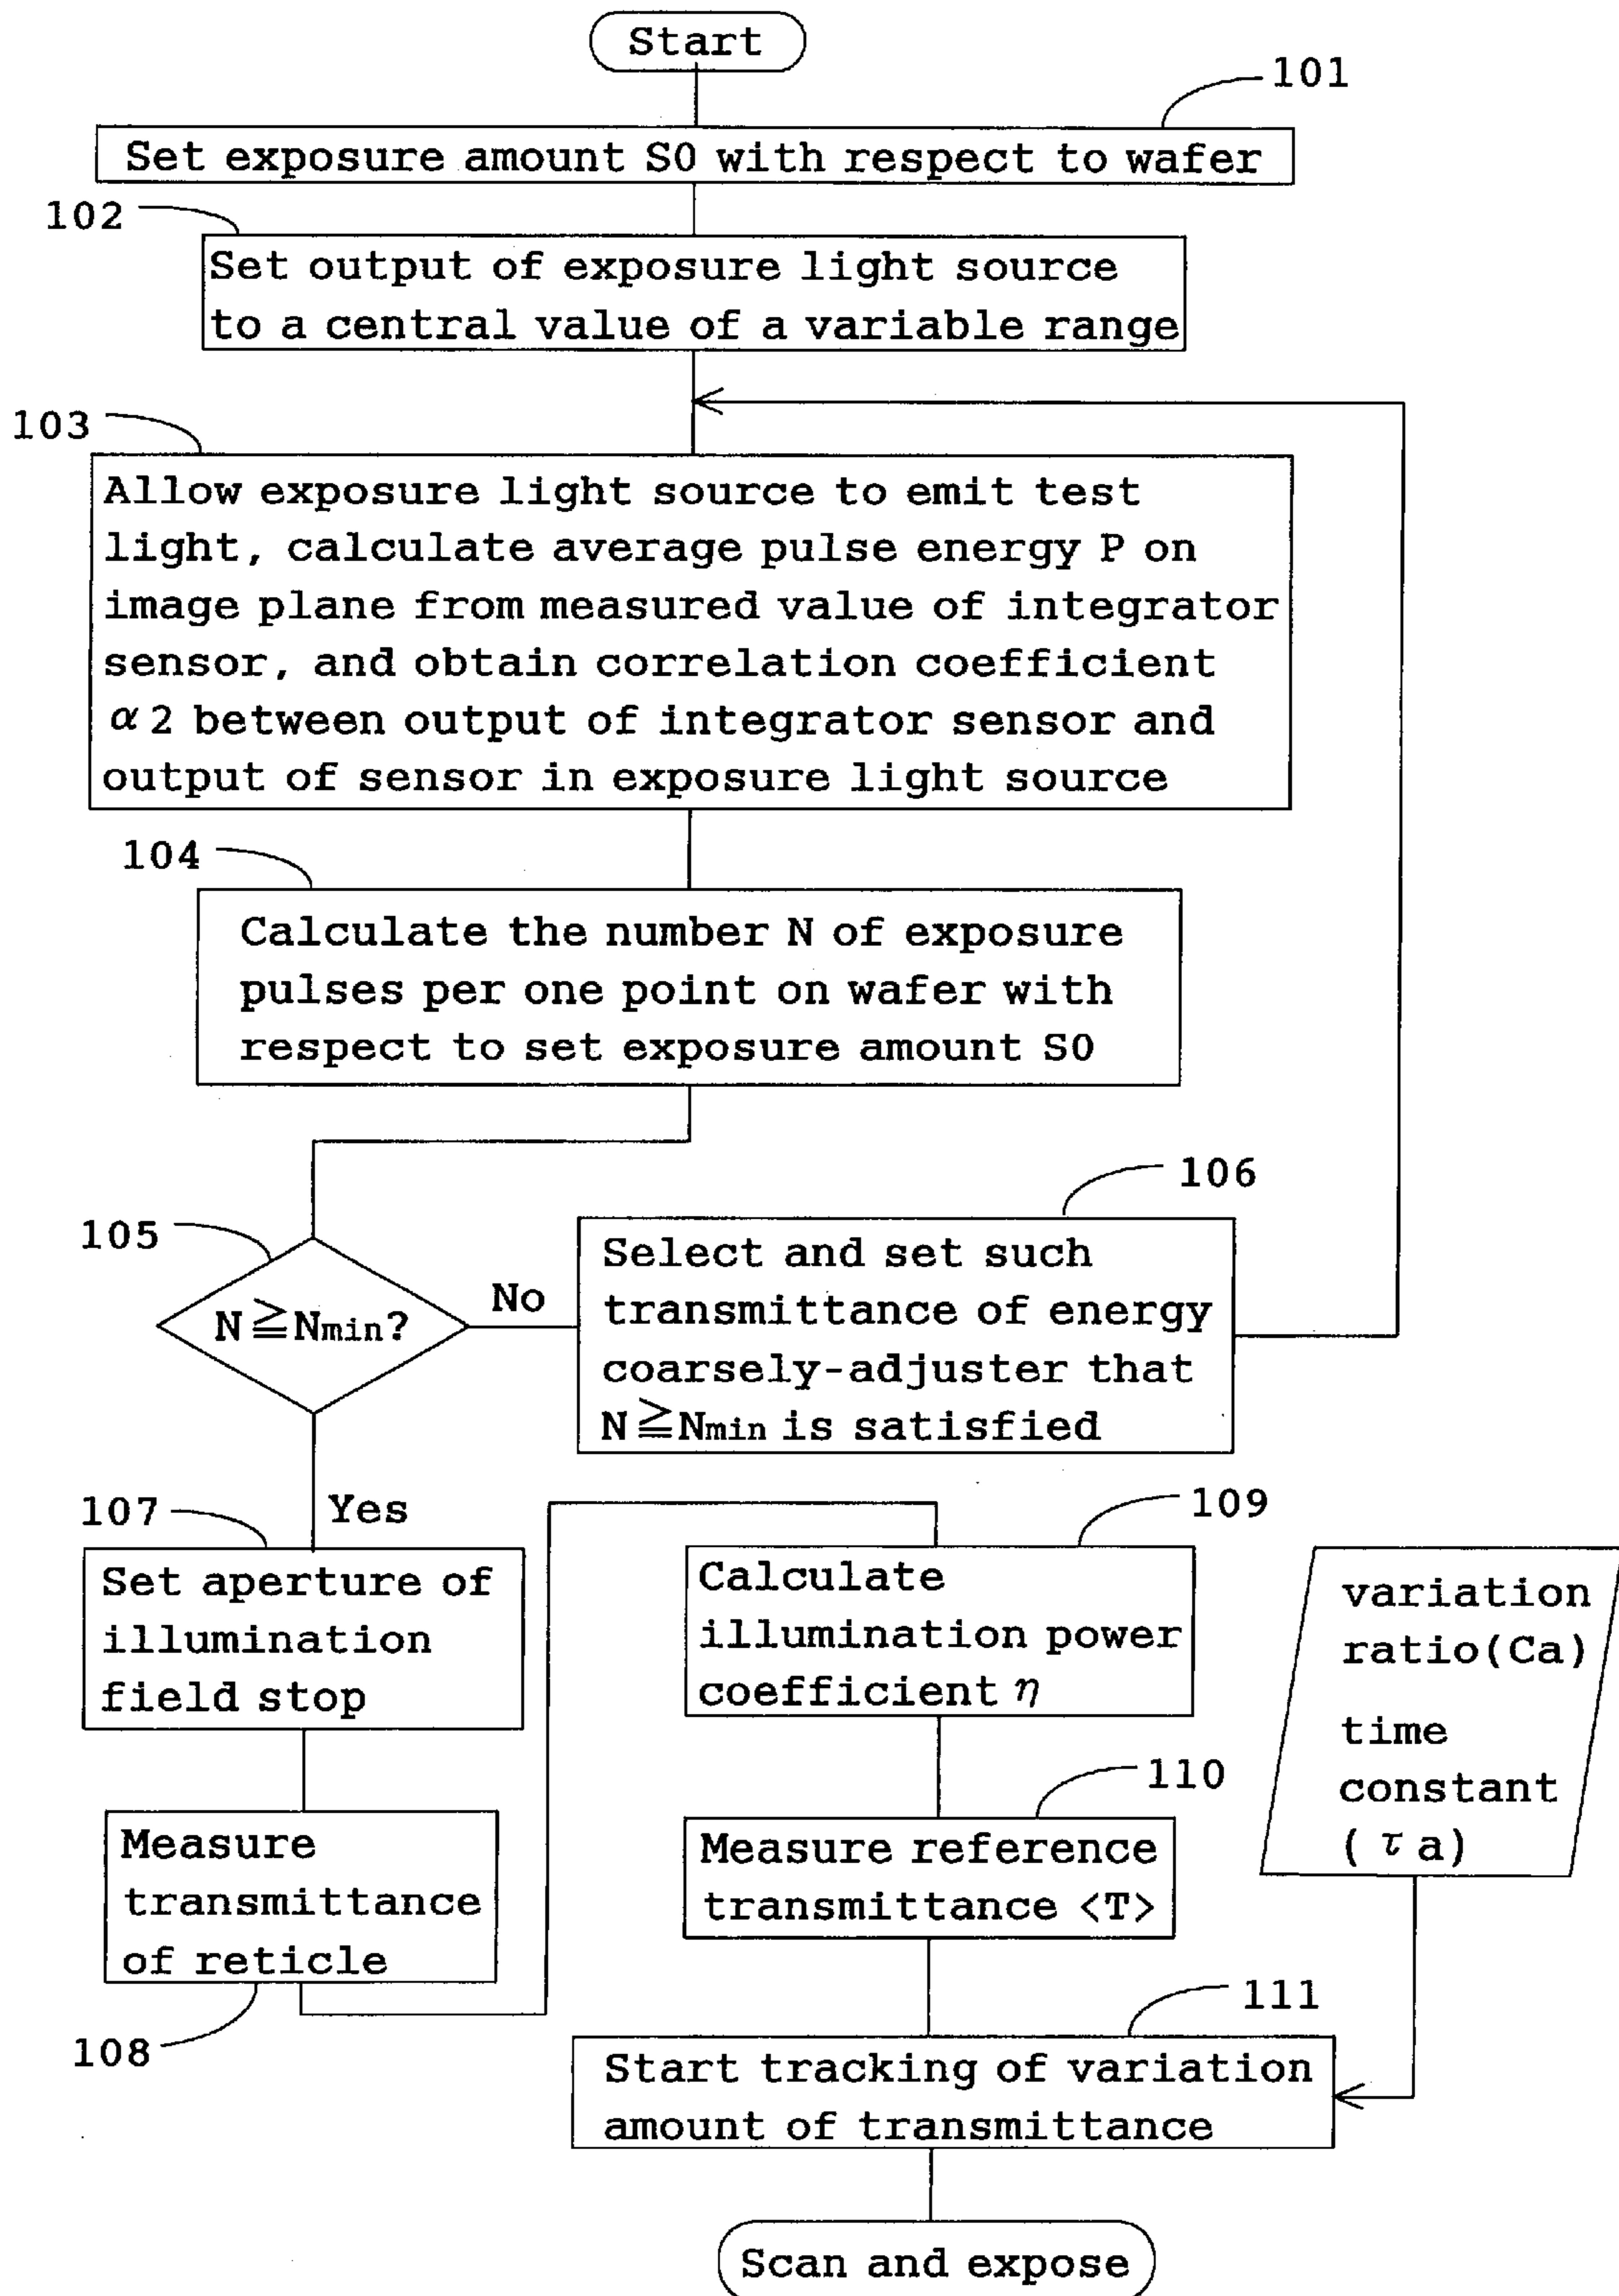 Start
101
Set exposure amount S0 with respect to wafer
102
Set output of exposure light source
to a central value of a variable range
103
Allow exposure light source to emit test
light, calculate average pulse energy P on
image plane from measured value of integrator
sensor, and obtain correlation coefficient
α2 between output of integrator sensor and
output of sensor in exposure light source
104
Calculate the number N of exposure
pulses per one point on wafer with
respect to set exposure amount S0
105
N≧Nmin?
No
106
Select and set such
transmittance of energy
coarsely-adjuster that
N≧Nmin is satisfied
Yes
107
Set aperture of
illumination
field stop
Measure
transmittance
of reticle
108
109
Calculate
illumination power
coefficient η
110
Measure reference
transmittance <T>
variation
ratio(Ca)
time
constant
(τa)
111
Start tracking of variation
amount of transmittance
Scan and expose